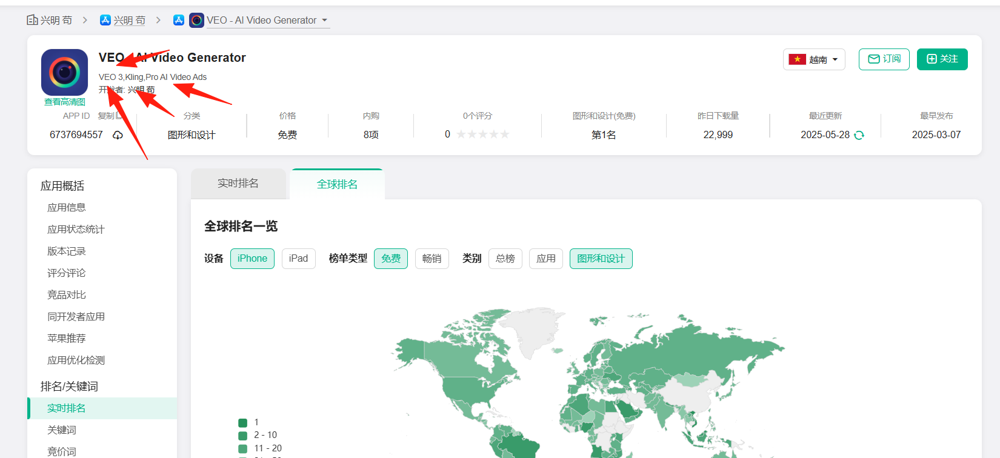 兴明 苟 > 兴明 苟 > VEO - AI Video Generator
VEO - AI Video Generator
VEO 3,Kling,Pro AI Video Ads
开发者: 兴明 苟
查看高清图
越南
订阅
关注
APP ID 复制 分类 价格 内购 0个评分 图形和设计(免费) 昨日下载量 最近更新 最早发布
6737694557 图形和设计 免费 8项 0 第1名 22,999 2025-05-28 2025-03-07
应用概括
应用信息
应用状态统计
版本记录
评分评论
竞品对比
同开发者应用
苹果推荐
应用优化检测
排名/关键词
实时排名
关键词
竞价词
实时排名 全球排名
全球排名一览
设备 iPhone iPad 榜单类型 免费 畅销 类别 总榜 应用 图形和设计
1
2 - 10
11 - 20